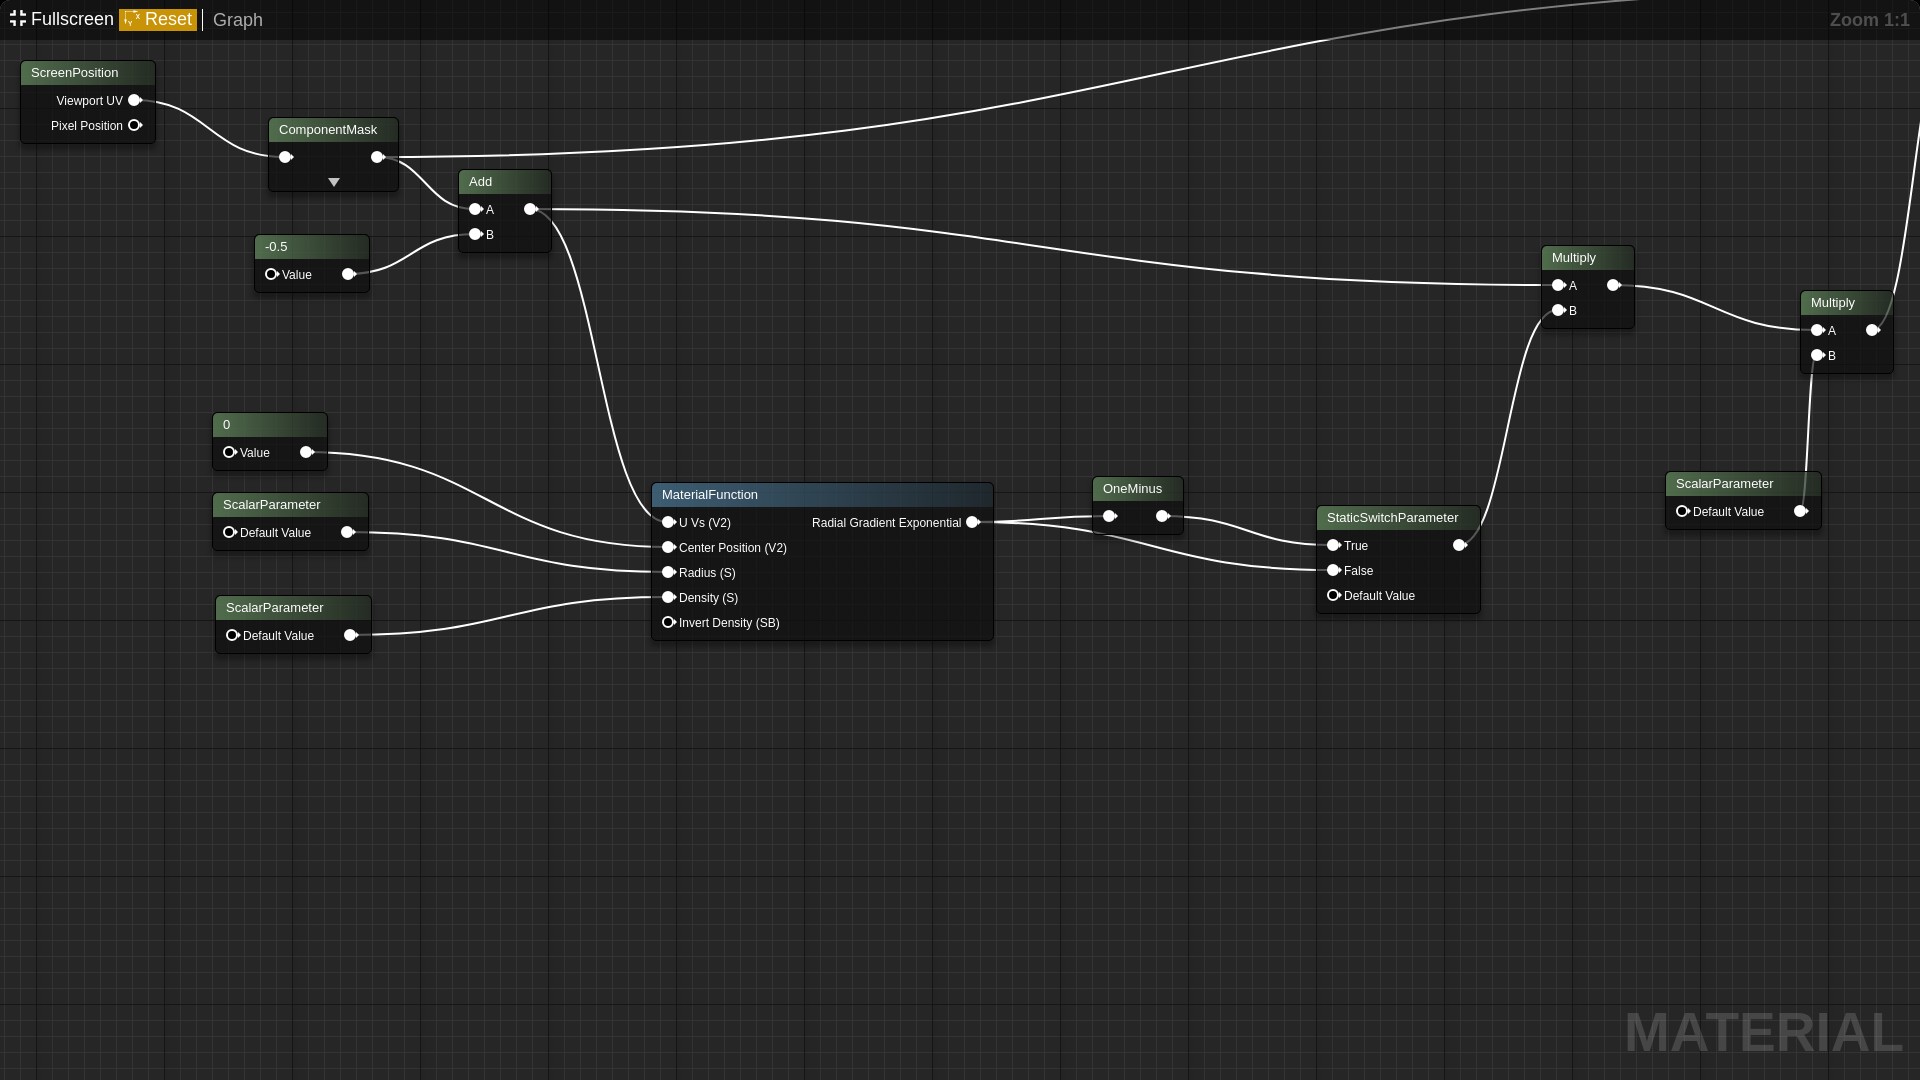 Fullscreen Reset Graph
Zoom 1:1
ScreenPosition
Viewport UV
Pixel Position
ComponentMask
Add
A
B
-0.5
Value
Multiply
A
B
Multiply
A
B
0
Value
ScalarParameter
Default Value
ScalarParameter
Default Value
MaterialFunction
U Vs (V2) Radial Gradient Exponential
Center Position (V2)
Radius (S)
Density (S)
Invert Density (SB)
OneMinus
StaticSwitchParameter
True
False
Default Value
ScalarParameter
Default Value
MATERIAL